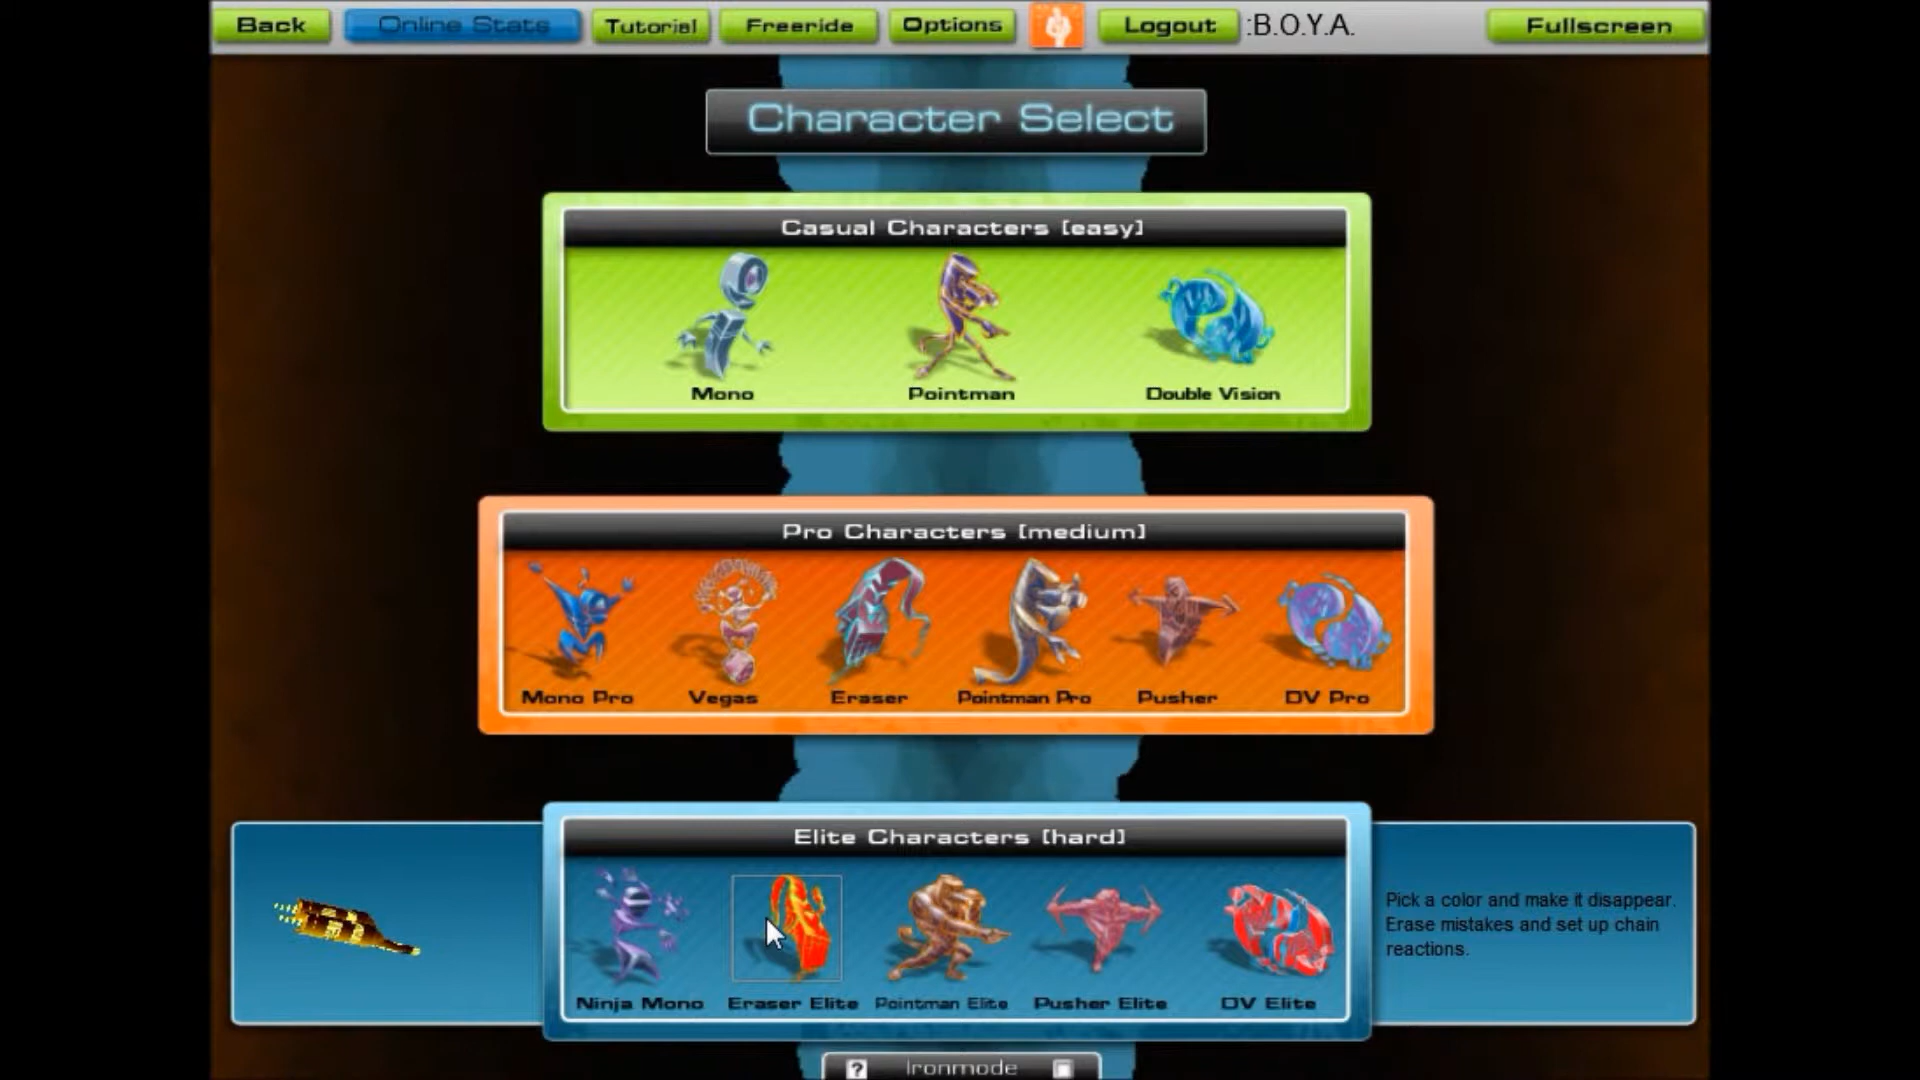 Back Online Stats Tutorial Freeride Options Logout :B.O.Y.A. Fullscreen
Character Select
Casual Characters [easy]
Mono Pointman Double Vision
Pro Characters [medium]
Mono Pro Vegas Eraser Pointman Pro Pusher DV Pro
Elite Characters [hard]
Ninja Mono Eraser Elite Pointman Elite Pusher Elite DV Elite
Pick a color and make it disappear.
Erase mistakes and set up chain
reactions.
? Ironmode